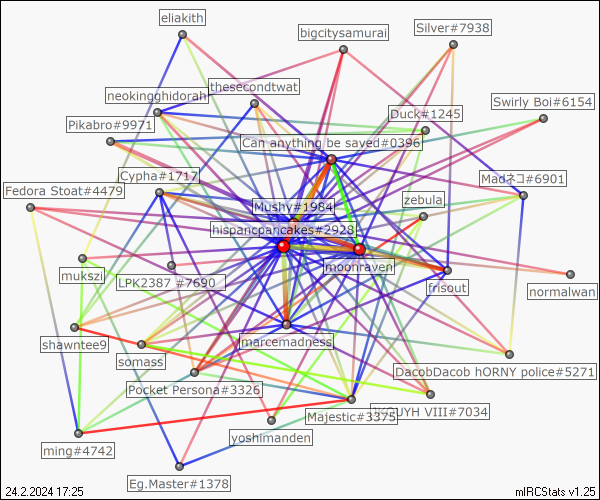 eliakith
bigcitysamurai
Silver#7938
neokingghidorah
thesecondtwat
Swirly Boi#6154
Pikabro#9971
Duck#1245
Can anything be saved#0396
Cypha#1717
Madネコ#6901
Fedora Stoat#4479
Mushy#1984
zebula
hispancpancakes#2928
moonraven
mukszi
LPK2387 #7690
frisout
normalwan
shawntee9
marcemadness
somass
DacobDacob hORNY police#5271
Pocket Persona#3326
Majestic#3375
GUYH VIII#7034
yoshimanden
ming#4742
Eg.Master#1378
24.2.2024 17:25
mIRCStats v1.25